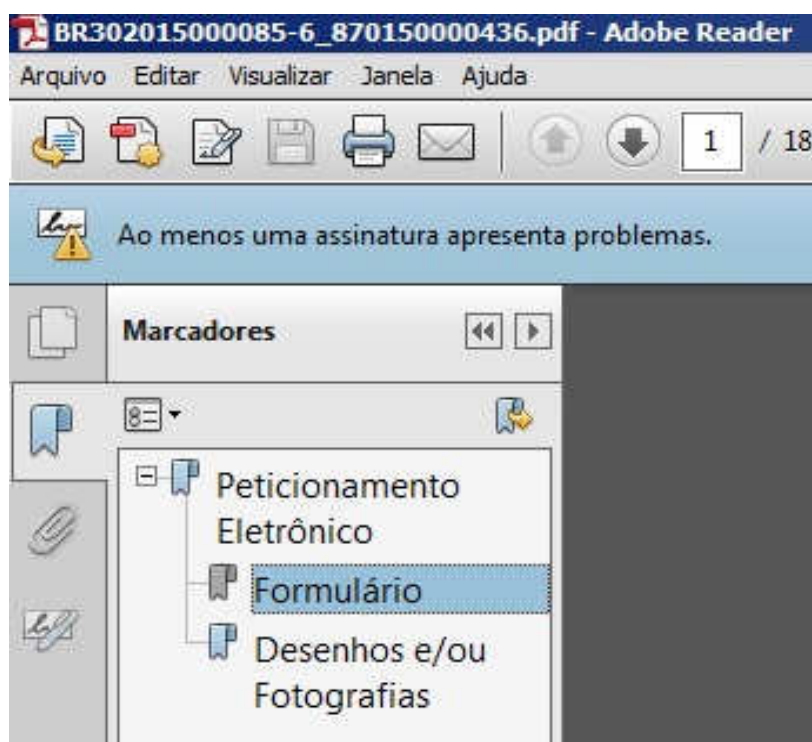 BR302015000085-6_870150000436.pdf - Adobe Reader
Arquivo Editar Visualizar Janela Ajuda
1 / 18
Ao menos uma assinatura apresenta problemas.
Marcadores
Peticionamento
Eletrônico
Formulário
Desenhos e/ou
Fotografias